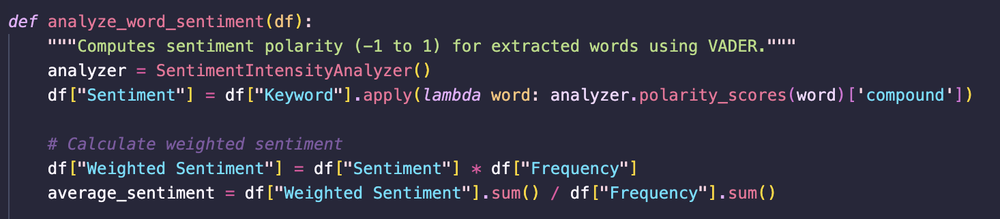 def analyze_word_sentiment(df):
    """Computes sentiment polarity (-1 to 1) for extracted words using VADER."""
    analyzer = SentimentIntensityAnalyzer()
    df["Sentiment"] = df["Keyword"].apply(lambda word: analyzer.polarity_scores(word)['compound'])
    # Calculate weighted sentiment
    df["Weighted Sentiment"] = df["Sentiment"] * df["Frequency"]
    average_sentiment = df["Weighted Sentiment"].sum() / df["Frequency"].sum()